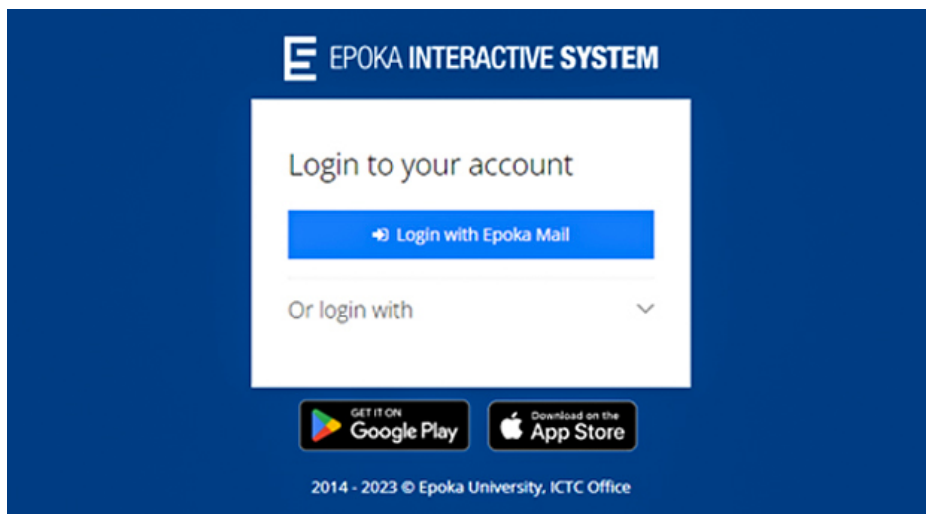 EPOKA INTERACTIVE SYSTEM
Login to your account
Login with Epoka Mail
Or login with
GET IT ON
Google Play
Download on the
App Store
2014 - 2023 © Epoka University, ICTC Office